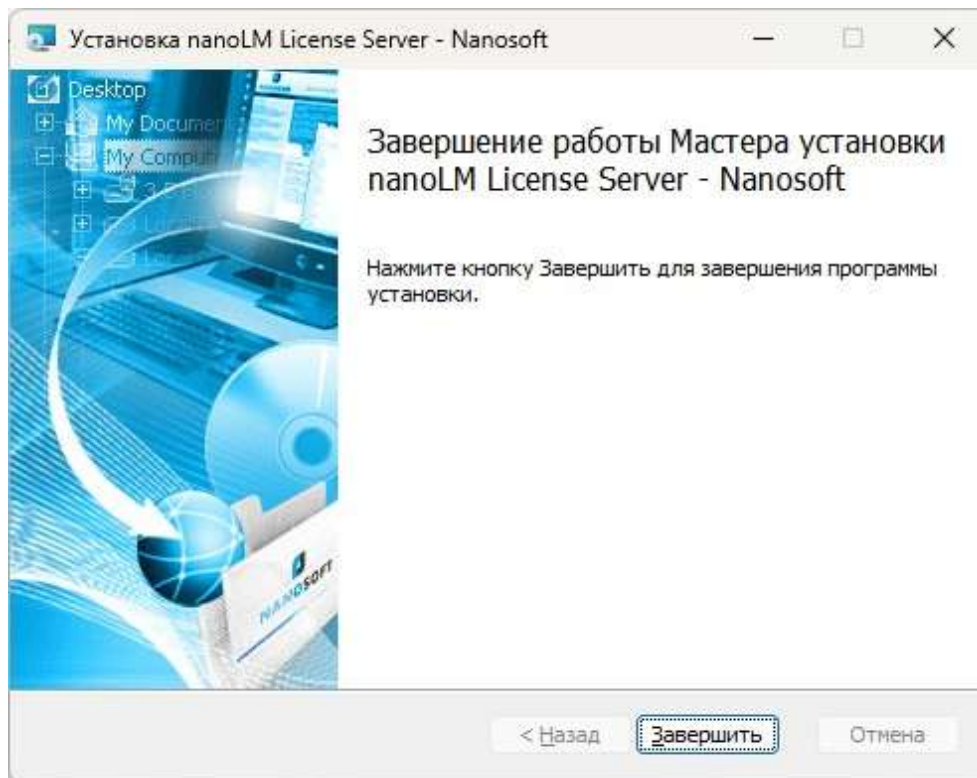 Установка nanoLM License Server - Nanosoft
Desktop
My Documen
My Comput
Завершение работы Мастера установки
nanoLM License Server - Nanosoft
Нажмите кнопку Завершить для завершения программы
установки.
NANOSOFT
< Назад
Завершить
Отмена